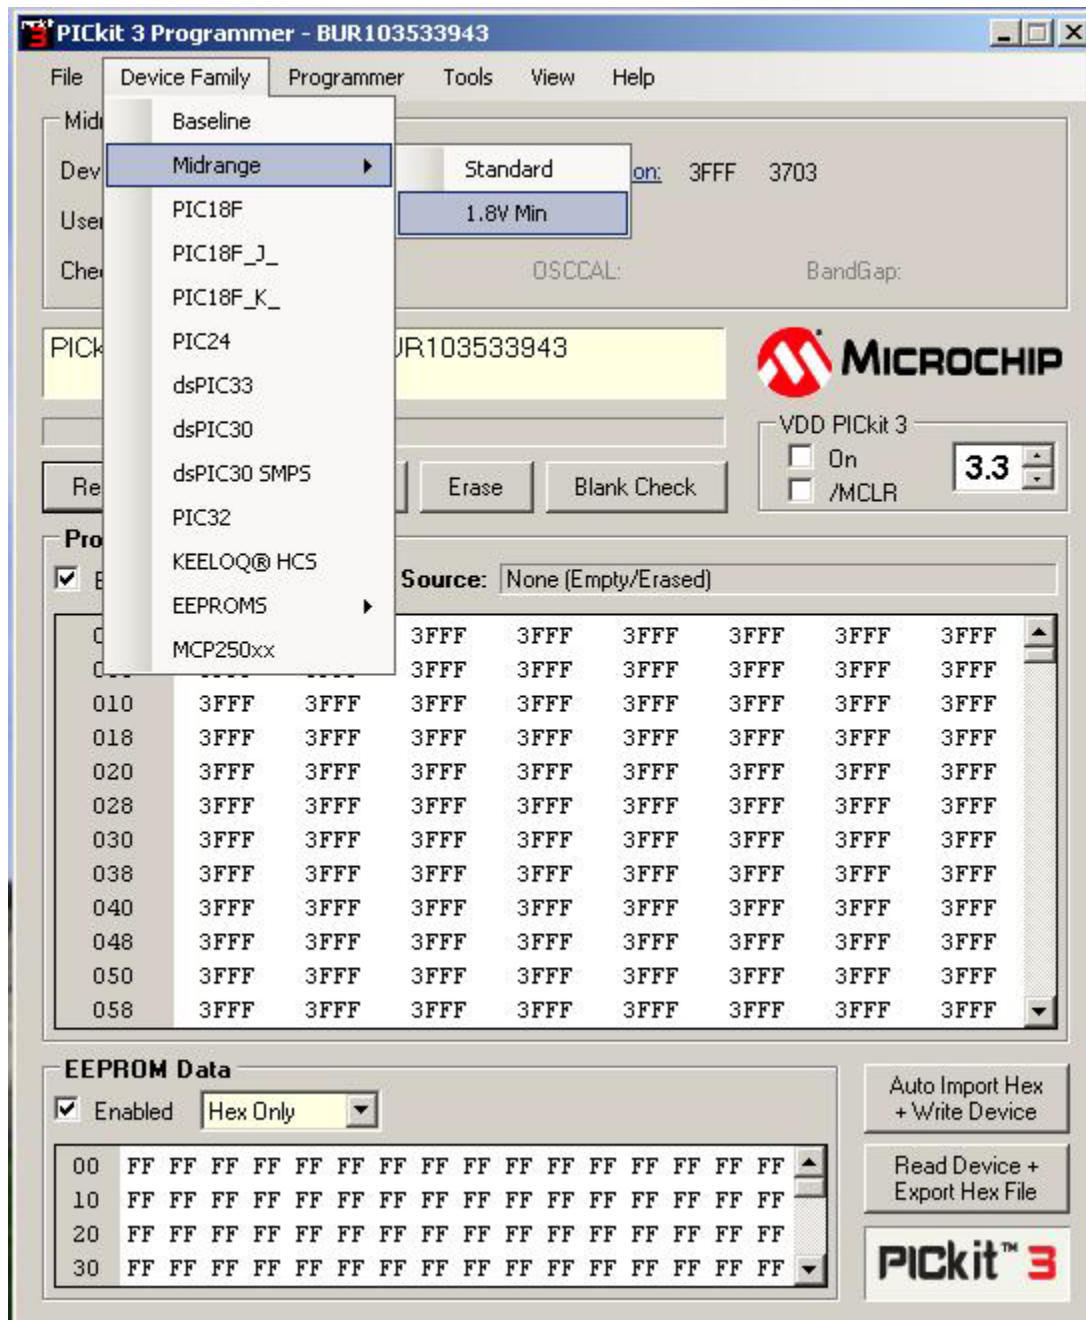 PICkit 3 Programmer - BUR103533943
File Device Family Programmer Tools View Help
Baseline
Midrange
PIC18F
PIC18F_J_
PIC18F_K_
PIC24
dsPIC33
dsPIC30
dsPIC30 SMPS
PIC32
KEELOQ® HCS
EEPROMS
MCP250xx
Standard
1.8V Min
3FFF 3703
OSCCAL: BandGap:
BUR103533943
MICROCHIP
VDD PICkit 3
On
/MCLR
3.3
Erase Blank Check
Source: None (Empty/Erased)
3FFF 3FFF 3FFF 3FFF 3FFF 3FFF
3FFF 3FFF 3FFF 3FFF 3FFF 3FFF
010 3FFF 3FFF 3FFF 3FFF 3FFF 3FFF 3FFF 3FFF
018 3FFF 3FFF 3FFF 3FFF 3FFF 3FFF 3FFF 3FFF
020 3FFF 3FFF 3FFF 3FFF 3FFF 3FFF 3FFF 3FFF
028 3FFF 3FFF 3FFF 3FFF 3FFF 3FFF 3FFF 3FFF
030 3FFF 3FFF 3FFF 3FFF 3FFF 3FFF 3FFF 3FFF
038 3FFF 3FFF 3FFF 3FFF 3FFF 3FFF 3FFF 3FFF
040 3FFF 3FFF 3FFF 3FFF 3FFF 3FFF 3FFF 3FFF
048 3FFF 3FFF 3FFF 3FFF 3FFF 3FFF 3FFF 3FFF
050 3FFF 3FFF 3FFF 3FFF 3FFF 3FFF 3FFF 3FFF
058 3FFF 3FFF 3FFF 3FFF 3FFF 3FFF 3FFF 3FFF
EEPROM Data
Enabled Hex Only
00 FF FF FF FF FF FF FF FF FF FF FF FF FF FF FF FF
10 FF FF FF FF FF FF FF FF FF FF FF FF FF FF FF FF
20 FF FF FF FF FF FF FF FF FF FF FF FF FF FF FF FF
30 FF FF FF FF FF FF FF FF FF FF FF FF FF FF FF FF
Auto Import Hex
+ Write Device
Read Device +
Export Hex File
PICkit™ 3